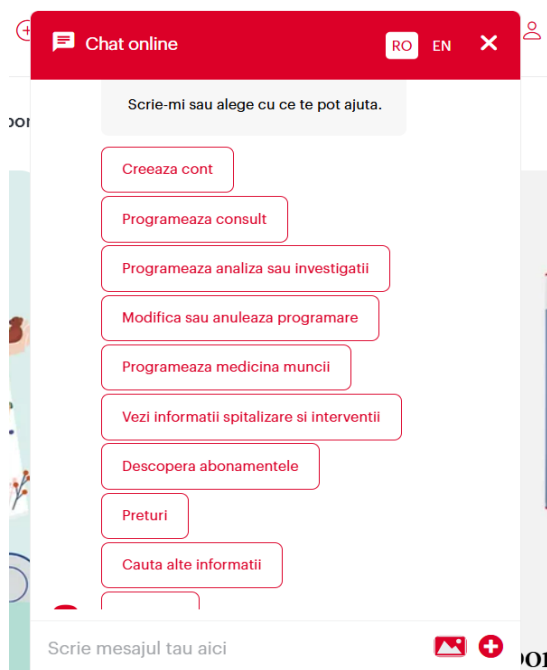 Chat online
RO EN
Scrie-mi sau alege cu ce te pot ajuta.
Creeaza cont
Programeaza consult
Programeaza analiza sau investigatii
Modifica sau anuleaza programare
Programeaza medicina muncii
Vezi informatii spitalizare si interventii
Descopera abonamentele
Preturi
Cauta alte informatii
Scrie mesajul tau aici